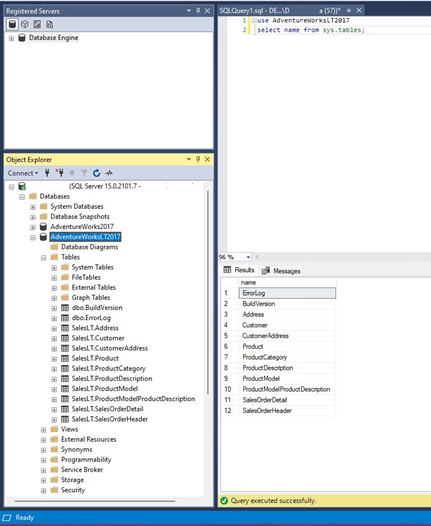 Registered Servers
Database Engine
Object Explorer
Connect
(SQL Server 15.0.2101.7 -
Databases
System Databases
Database Snapshots
AdventureWorks2017
AdventureWorksLT2017
Database Diagrams
Tables
System Tables
FileTables
External Tables
Graph Tables
dbo.BuildVersion
dbo.ErrorLog
SalesLT.Address
SalesLT.Customer
SalesLT.CustomerAddress
SalesLT.Product
SalesLT.ProductCategory
SalesLT.ProductDescription
SalesLT.ProductModel
SalesLT.ProductModelProductDescription
SalesLT.SalesOrderDetail
SalesLT.SalesOrderHeader
Views
External Resources
Synonyms
Programmability
Service Broker
Storage
Security
SQLQuery1.sql - DE...\D a (57))*
1 use AdventureWorksLT2017
2 select name from sys.tables;
96 %
Results Messages
name
1 ErrorLog
2 BuildVersion
3 Address
4 Customer
5 CustomerAddress
6 Product
7 ProductCategory
8 ProductDescription
9 ProductModel
10 ProductModelProductDescription
11 SalesOrderDetail
12 SalesOrderHeader
Query executed successfully.
Ready